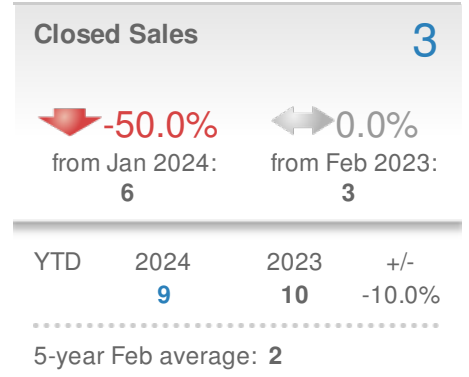 Closed Sales 3
-50.0% 0.0%
from Jan 2024: from Feb 2023:
6 3
YTD 2024 2023 +/-
9 10 -10.0%
5-year Feb average: 2